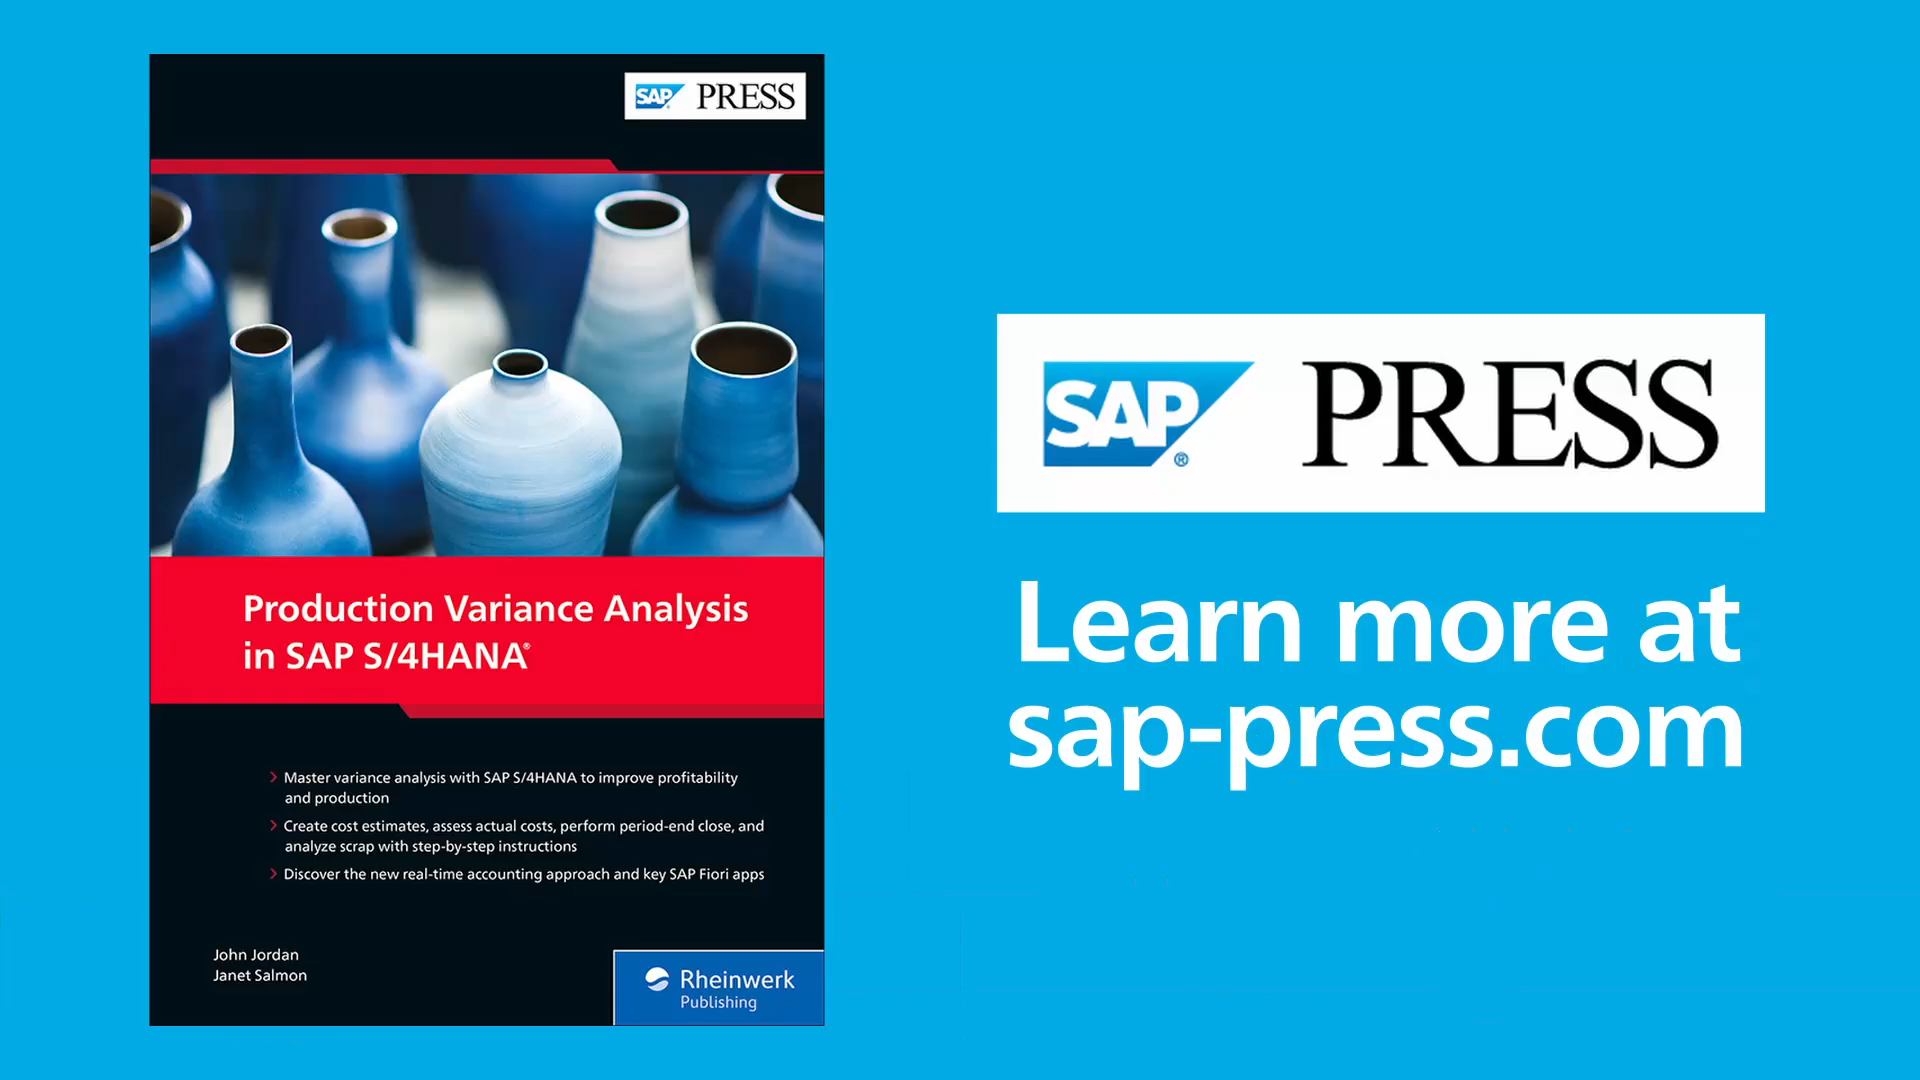 SAP® PRESS
Production Variance Analysis
in SAP S/4HANA®
> Master variance analysis with SAP S/4HANA to improve profitability
and production
> Create cost estimates, assess actual costs, perform period-end close, and
analyze scrap with step-by-step instructions
> Discover the new real-time accounting approach and key SAP Fiori apps
John Jordan
Janet Salmon
Rheinwerk
Publishing
SAP® PRESS
Learn more at
sap-press.com